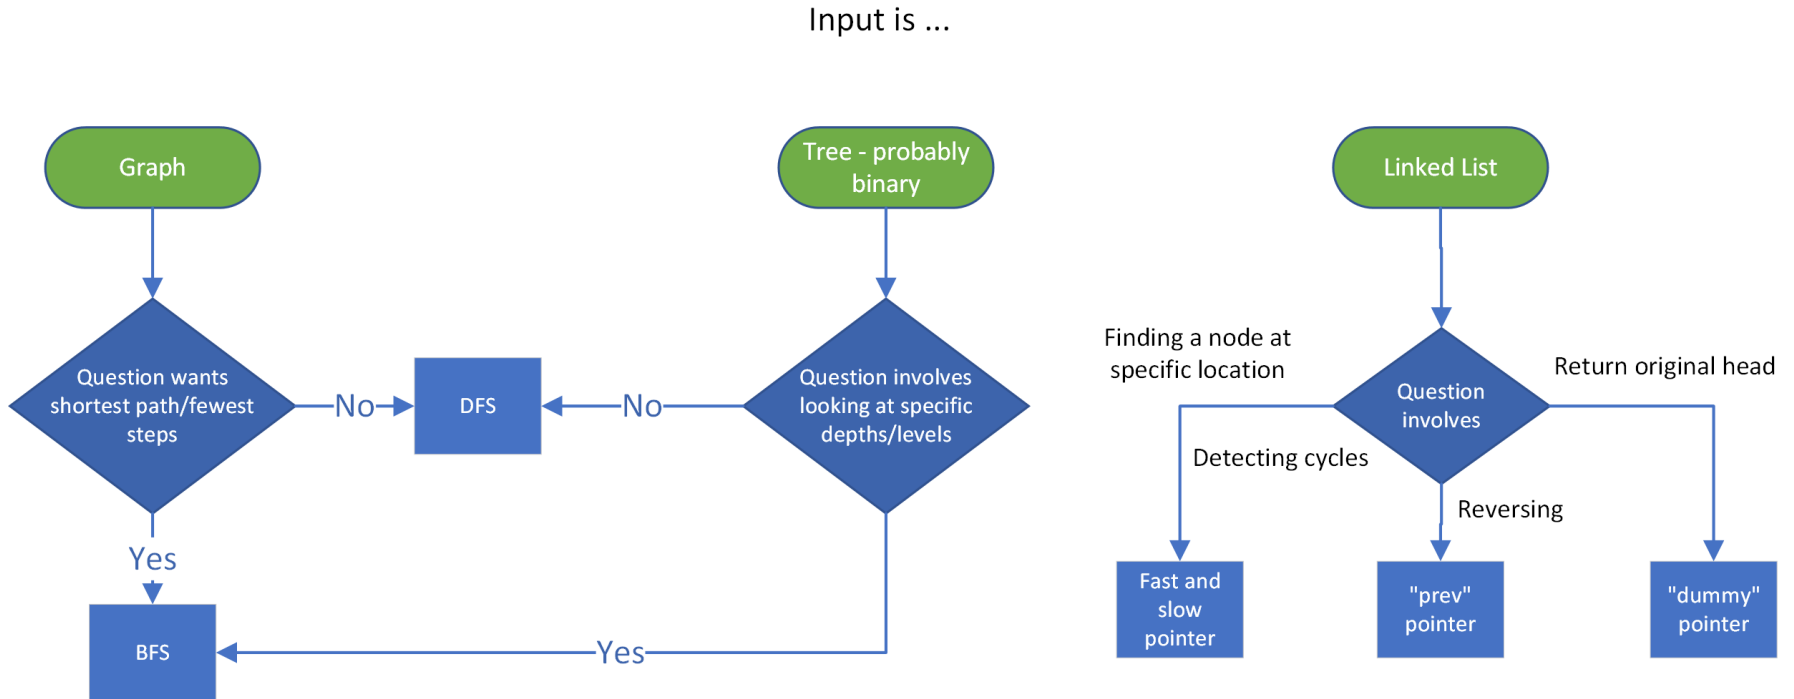 Input is ...
Graph
Tree - probably
binary
Linked List
Question wants
shortest path/fewest
steps
No
DFS
No
Question involves
looking at specific
depths/levels
Finding a node at
specific location
Question
involves
Return original head
Detecting cycles
Reversing
Yes
BFS
Yes
Fast and
slow
pointer
"prev"
pointer
"dummy"
pointer